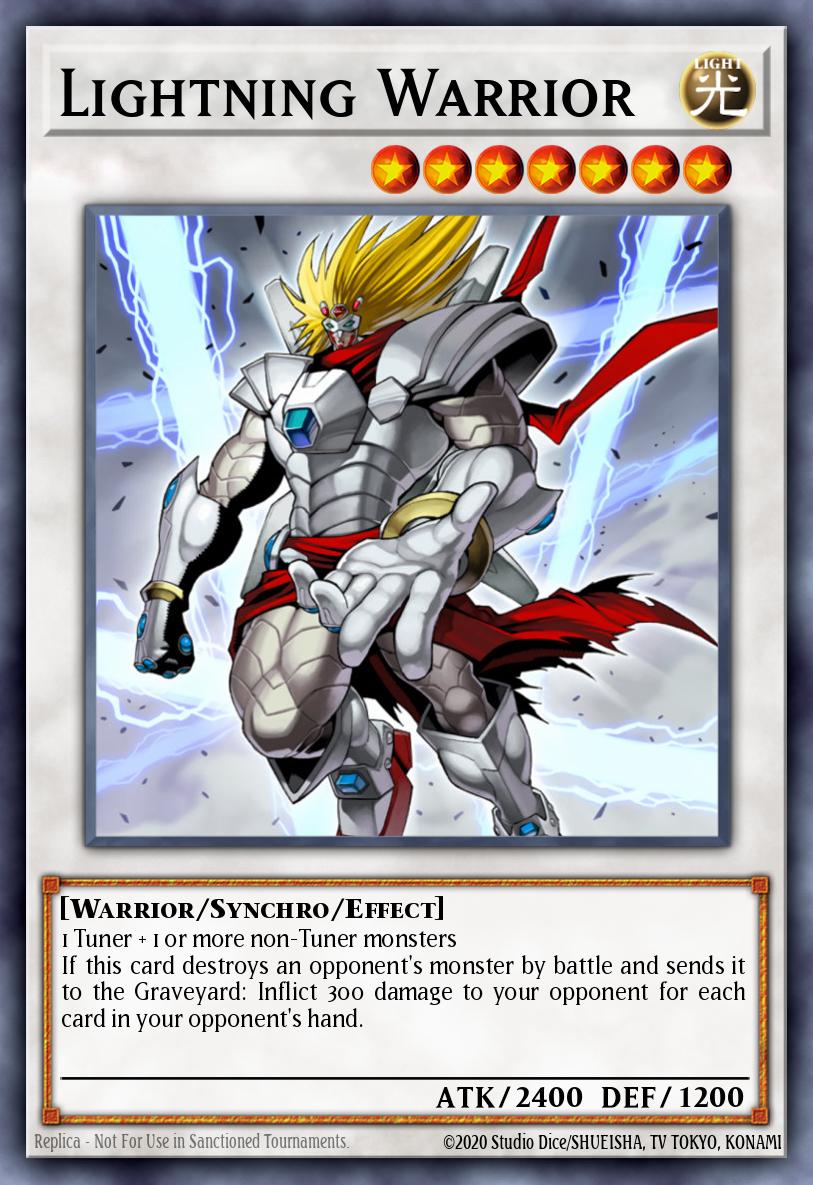 Lightning Warrior
LIGHT
光
[Warrior/Synchro/Effect]
1 Tuner + 1 or more non-Tuner monsters
If this card destroys an opponent's monster by battle and sends it
to the Graveyard: Inflict 300 damage to your opponent for each
card in your opponent's hand.
ATK/2400 DEF/1200
Replica - Not For Use in Sanctioned Tournaments.
©2020 Studio Dice/SHUEISHA, TV TOKYO, KONAMI